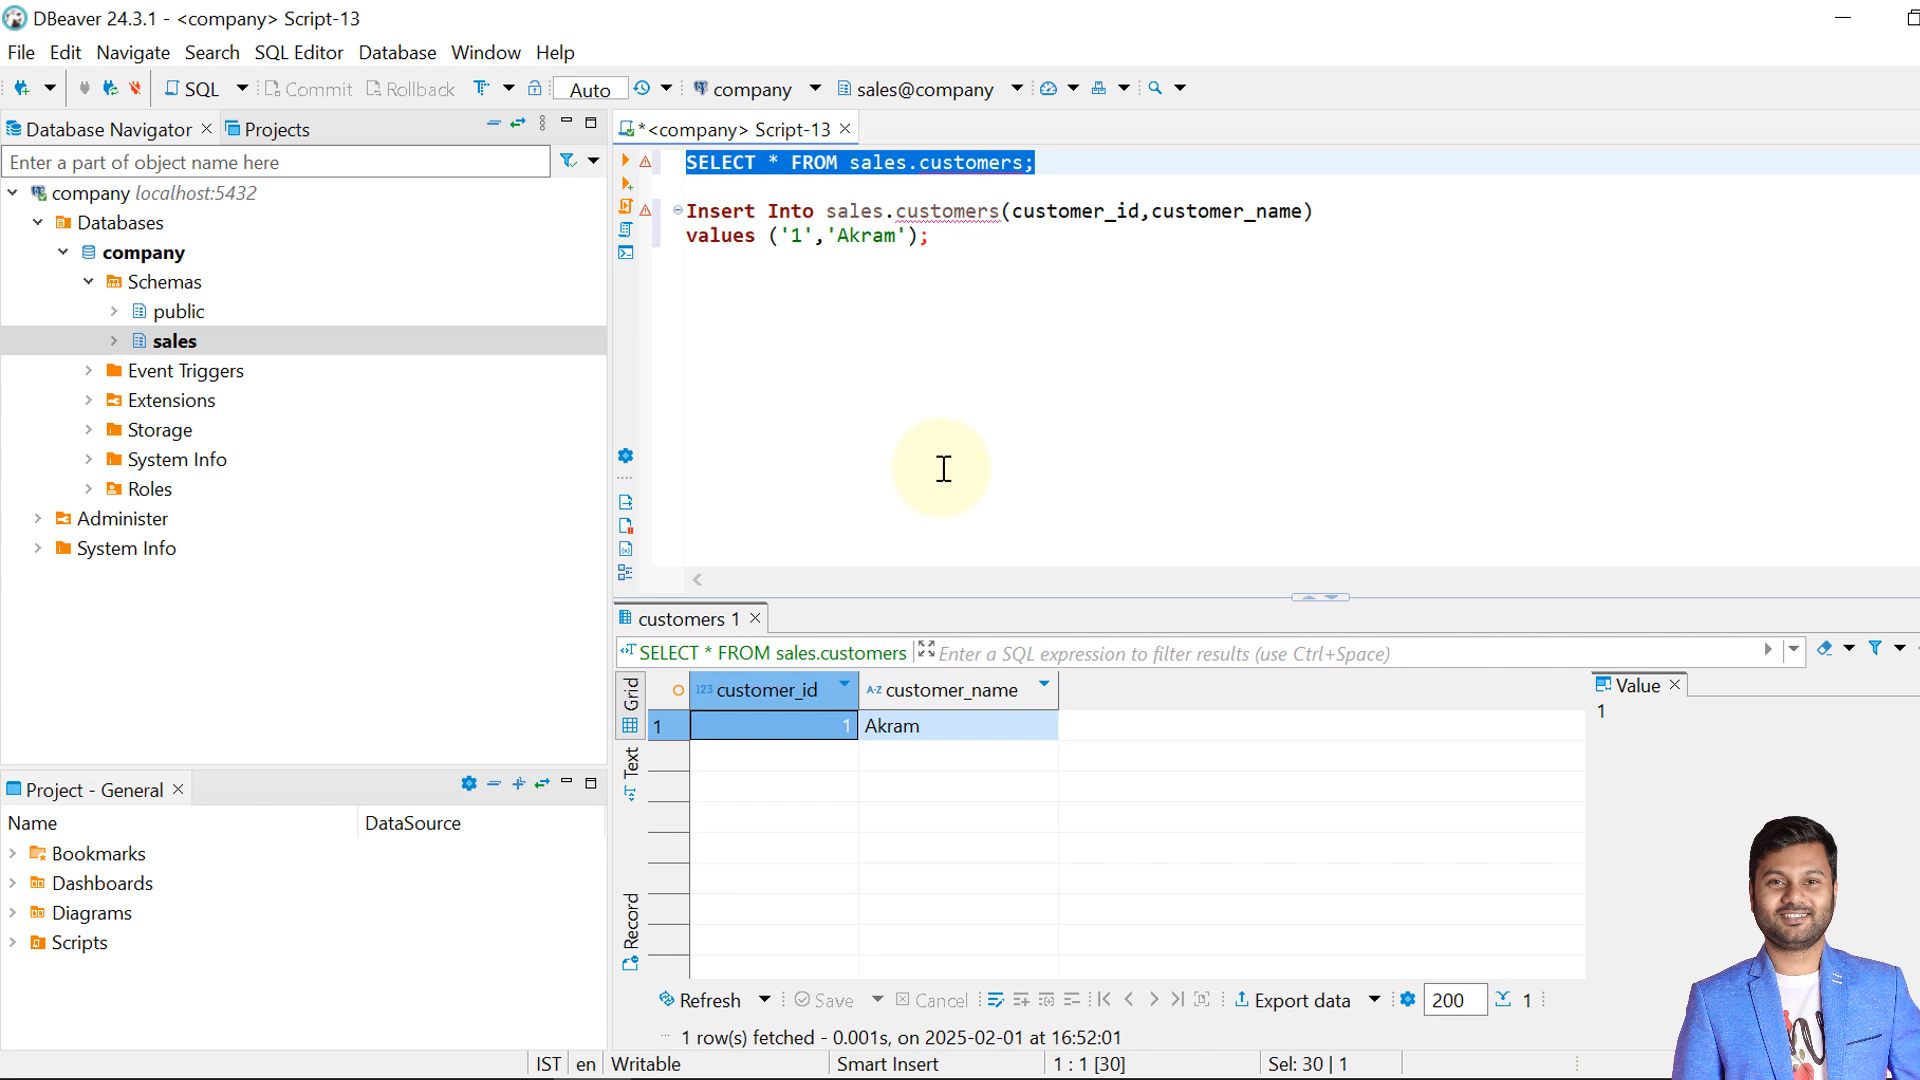 DBeaver 24.3.1 - <company> Script-13
File Edit Navigate Search SQL Editor Database Window Help
SQL Commit Rollback Auto company sales@company
Database Navigator Projects
Enter a part of object name here
company localhost:5432
Databases
company
Schemas
public
sales
Event Triggers
Extensions
Storage
System Info
Roles
Administer
System Info
Project - General
Name DataSource
Bookmarks
Dashboards
Diagrams
Scripts
*<company> Script-13
SELECT * FROM sales.customers;
Insert Into sales.customers(customer_id,customer_name)
values ('1','Akram');
customers 1
SELECT * FROM sales.customers Enter a SQL expression to filter results (use Ctrl+Space)
Grid
Text
Record
123 customer_id A-Z customer_name
1 1 Akram
Value
1
Refresh Save Cancel Export data 200 1
1 row(s) fetched - 0.001s, on 2025-02-01 at 16:52:01
IST en Writable Smart Insert 1 : 1 [30] Sel: 30 | 1